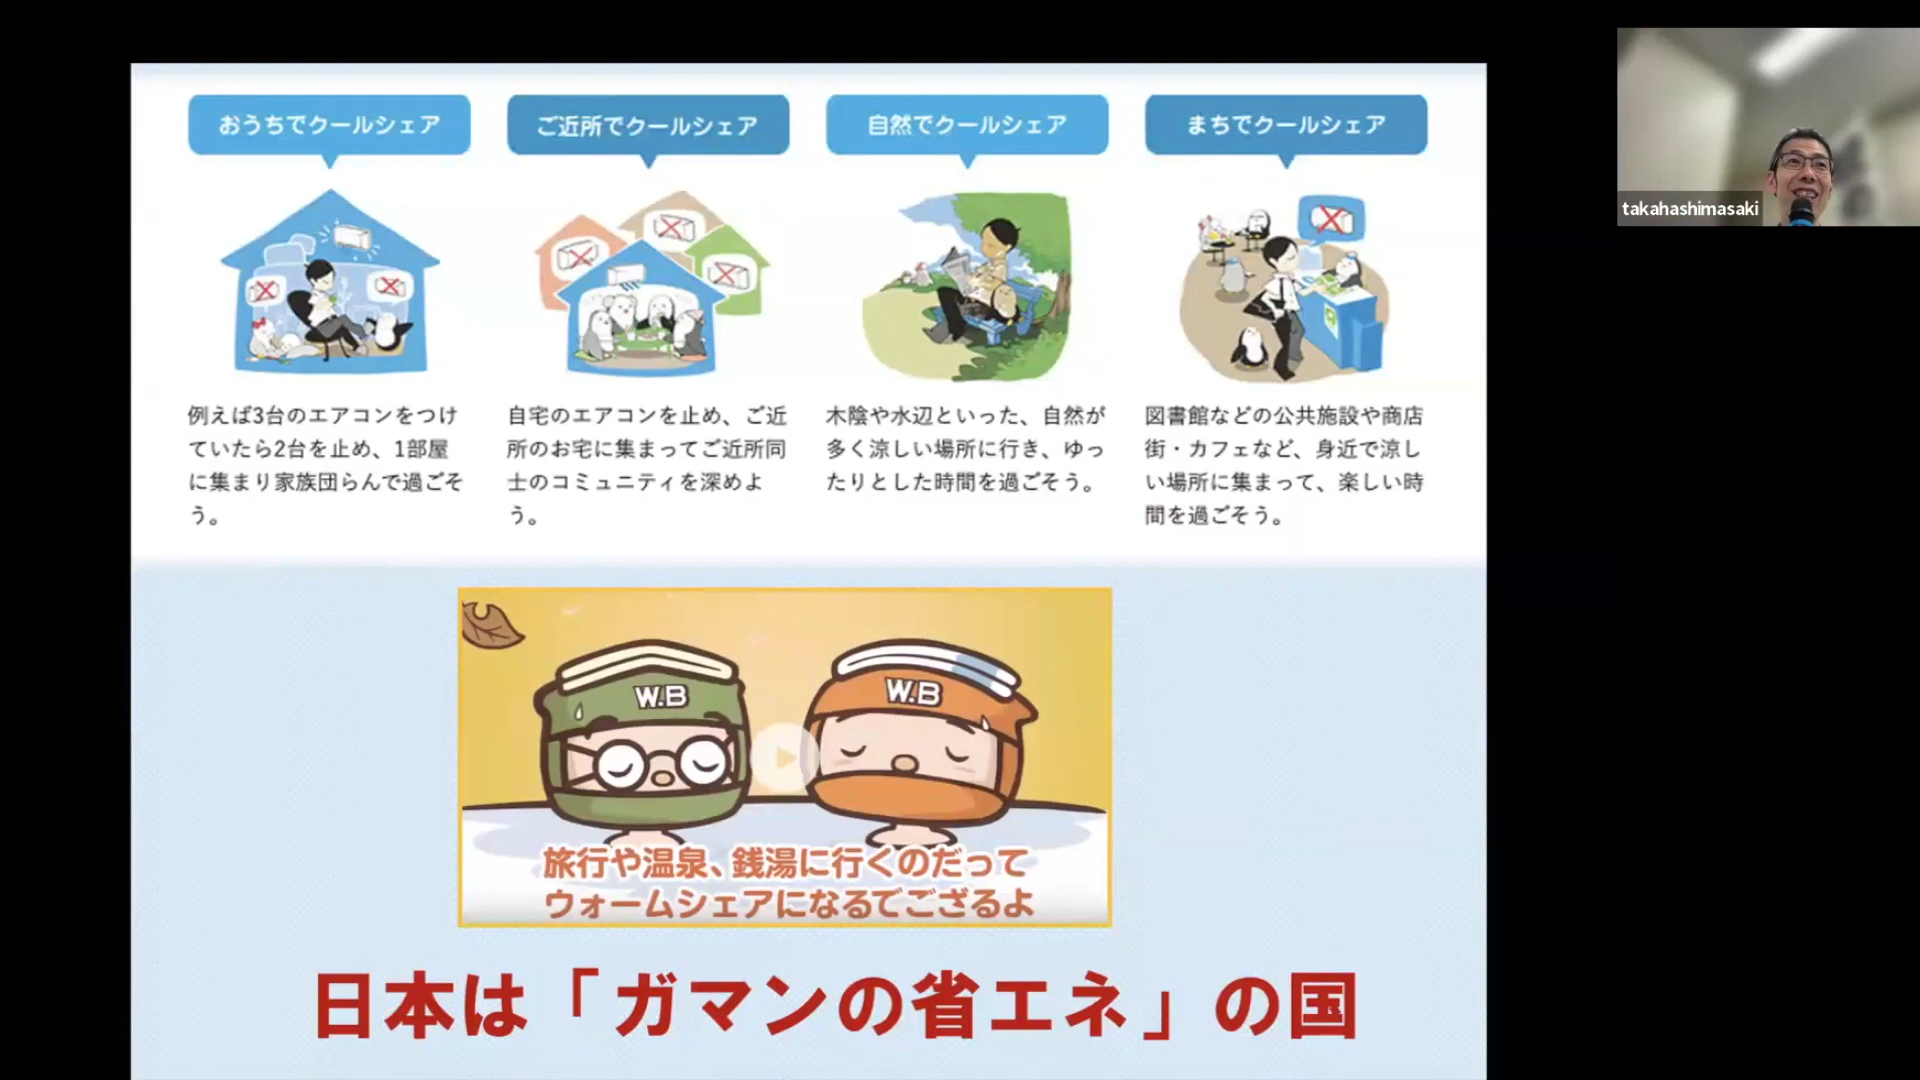 おうちでクールシェア
例えば3台のエアコンをつけ
ていたら2台を止め、1部屋
に集まり家族団らんで過ごそ
う。
ご近所でクールシェア
自宅のエアコンを止め、ご近
所のお宅に集まってご近所同
士のコミュニティを深めよ
う。
自然でクールシェア
木陰や水辺といった、自然が
多く涼しい場所に行き、ゆっ
たりとした時間を過ごそう。
まちでクールシェア
図書館などの公共施設や商店
街・カフェなど、身近で涼し
い場所に集まって、楽しい時
間を過ごそう。
takahashimasaki
W.B
W.B
旅行や温泉、銭湯に行くのだって
ウォームシェアになるでござるよ
日本は「ガマンの省エネ」の国